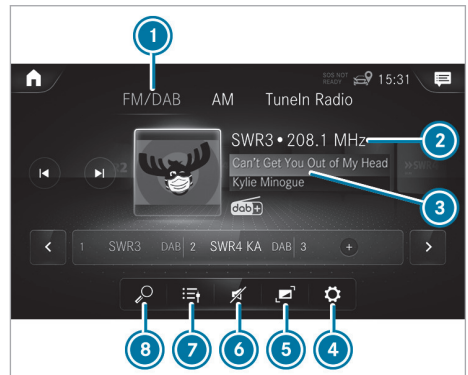 1
SOS NOT
READY
15:31
FM/DAB AM TuneIn Radio
SWR3 • 208.1 MHz
2
Can't Get You Out of My Head
Kylie Minogue
3
dab+
1 SWR3 DAB 2 SWR4 KA DAB 3 +
8 7 6 5 4